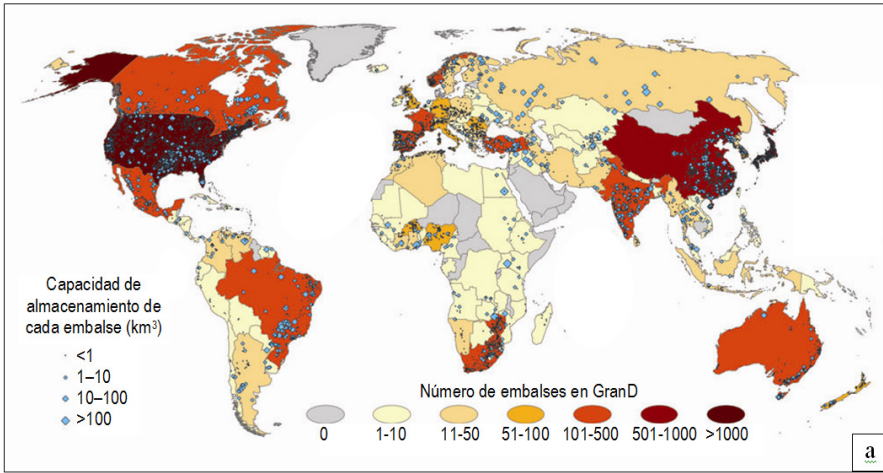 Capacidad de
almacenamiento de
cada embalse (km³)
<1
1–10
10–100
>100
Número de embalses en GranD
0
1-10
11-50
51-100
101-500
501-1000
>1000
a